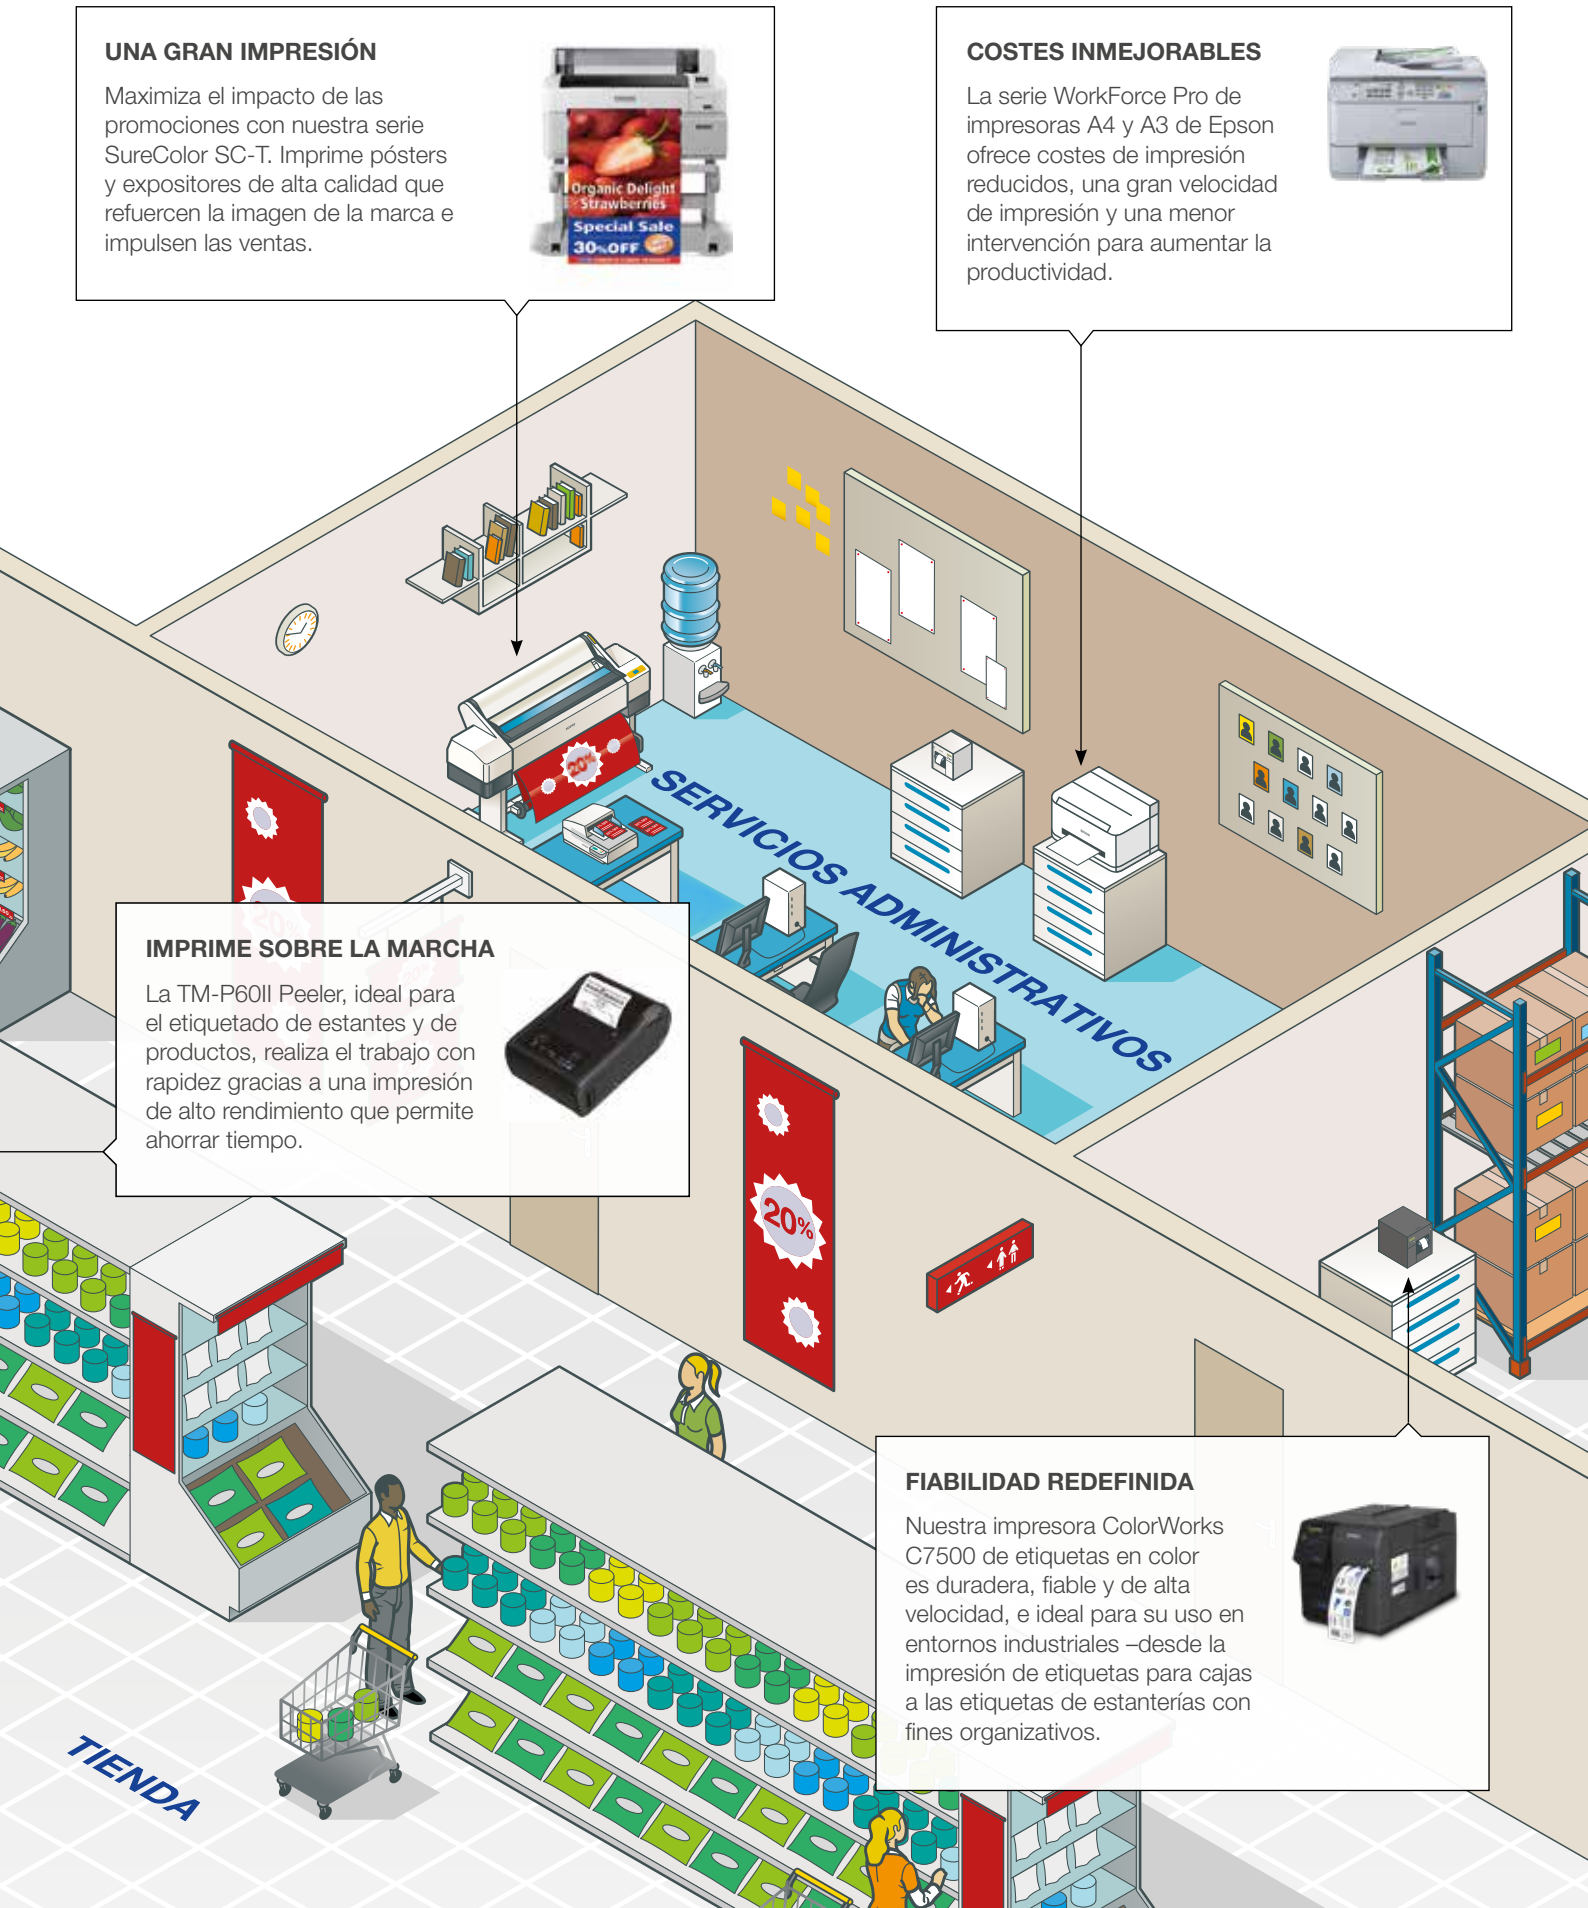 UNA GRAN IMPRESIÓN
Maximiza el impacto de las
promociones con nuestra serie
SureColor SC-T. Imprime pósters
y expositores de alta calidad que
refuercen la imagen de la marca e
impulsen las ventas.
Organic Delight
Strawberries
Special Sale
30%OFF
COSTES INMEJORABLES
La serie WorkForce Pro de
impresoras A4 y A3 de Epson
ofrece costes de impresión
reducidos, una gran velocidad
de impresión y una menor
intervención para aumentar la
productividad.
20%
SERVICIOS ADMINISTRATIVOS
20%
IMPRIME SOBRE LA MARCHA
La TM-P60II Peeler, ideal para
el etiquetado de estantes y de
productos, realiza el trabajo con
rapidez gracias a una impresión
de alto rendimiento que permite
ahorrar tiempo.
20%
FIABILIDAD REDEFINIDA
Nuestra impresora ColorWorks
C7500 de etiquetas en color
es duradera, fiable y de alta
velocidad, e ideal para su uso en
entornos industriales –desde la
impresión de etiquetas para cajas
a las etiquetas de estanterías con
fines organizativos.
TIENDA